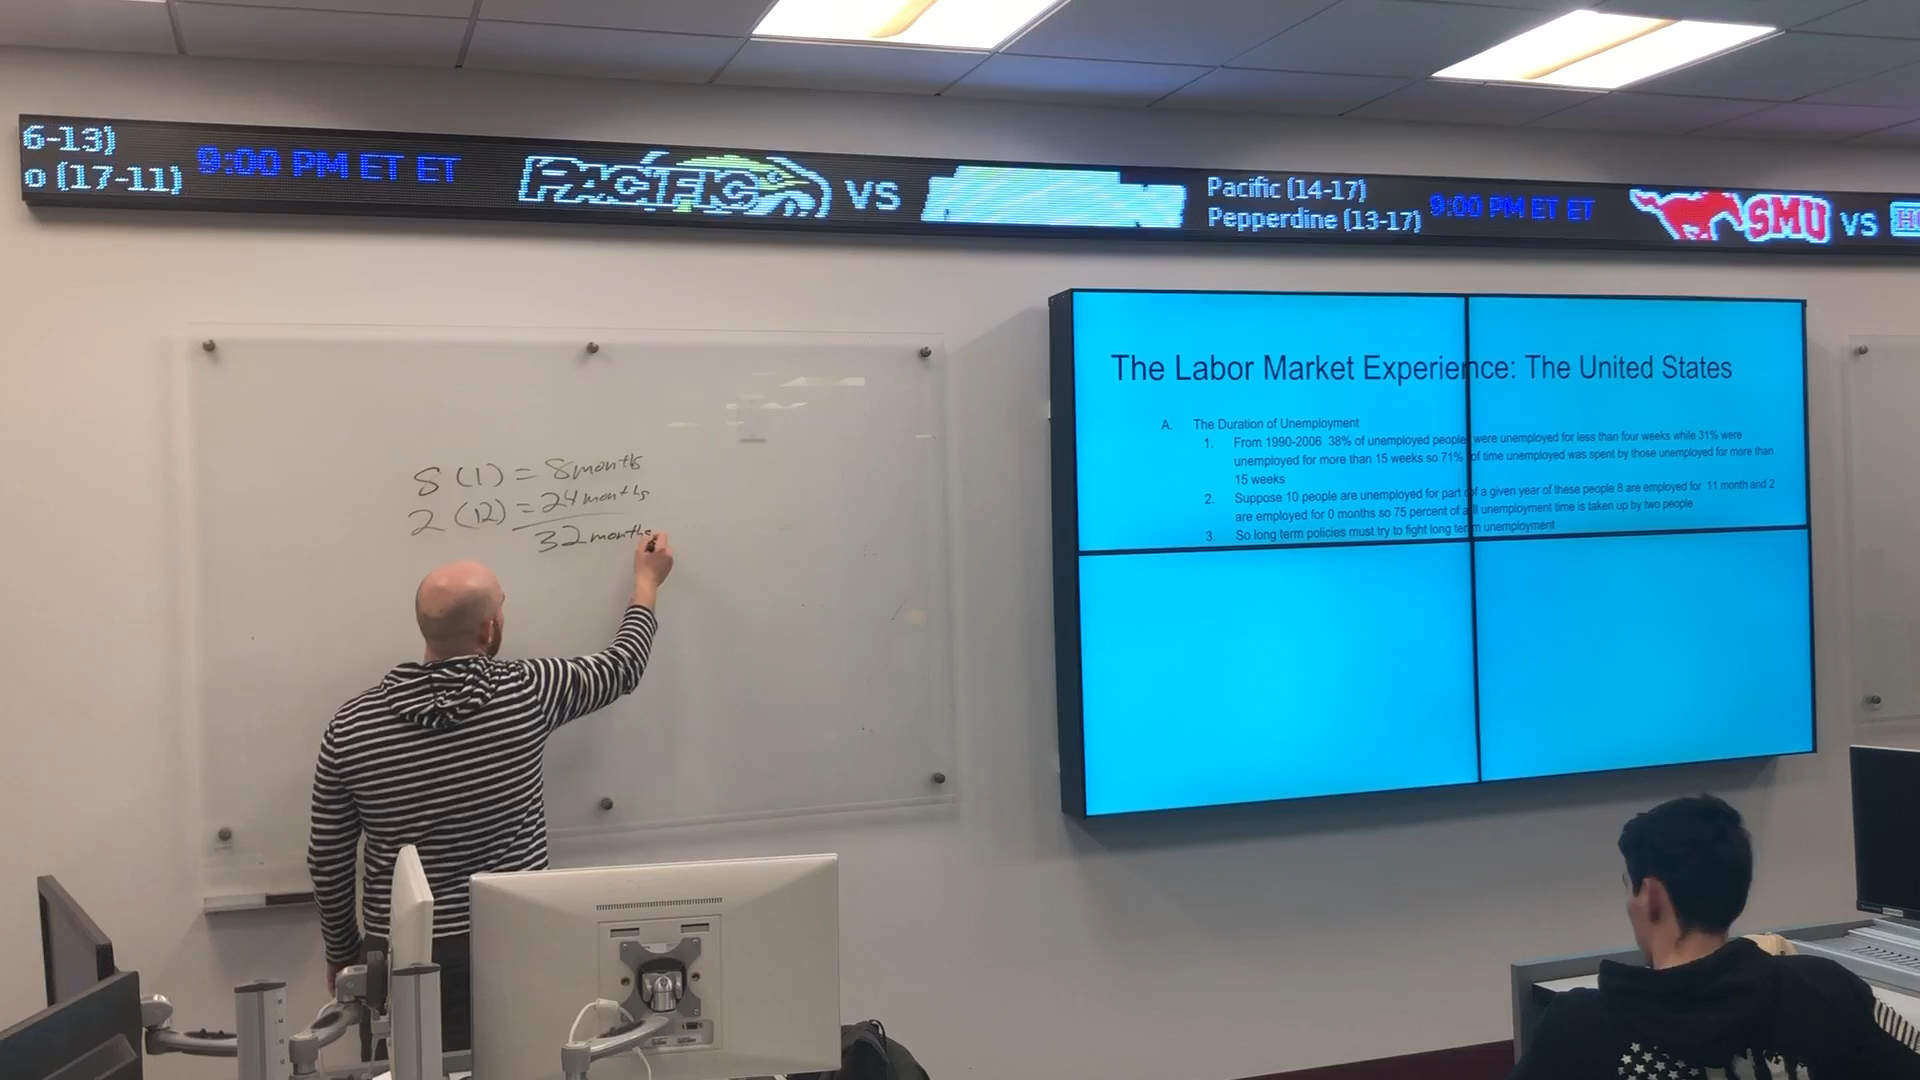 6-13)
o (17-11)
9:00 PM ET ET
PACIFIC
VS
Pacific (14-17)
Pepperdine (13-17)
9:00 PM ET ET
SMU
VS
8 (1) = 8 months
2 (12) = 24 months
32 months
The Labor Market Experience: The United States
A. The Duration of Unemployment
1. From 1990-2006 38% of unemployed people were unemployed for less than four weeks while 31% were
unemployed for more than 15 weeks so 71% of time unemployed was spent by those unemployed for more than
15 weeks
2. Suppose 10 people are unemployed for part of a given year of these people 8 are employed for 11 month and 2
are employed for 0 months so 75 percent of all unemployment time is taken up by two people
3. So long term policies must try to fight long term unemployment